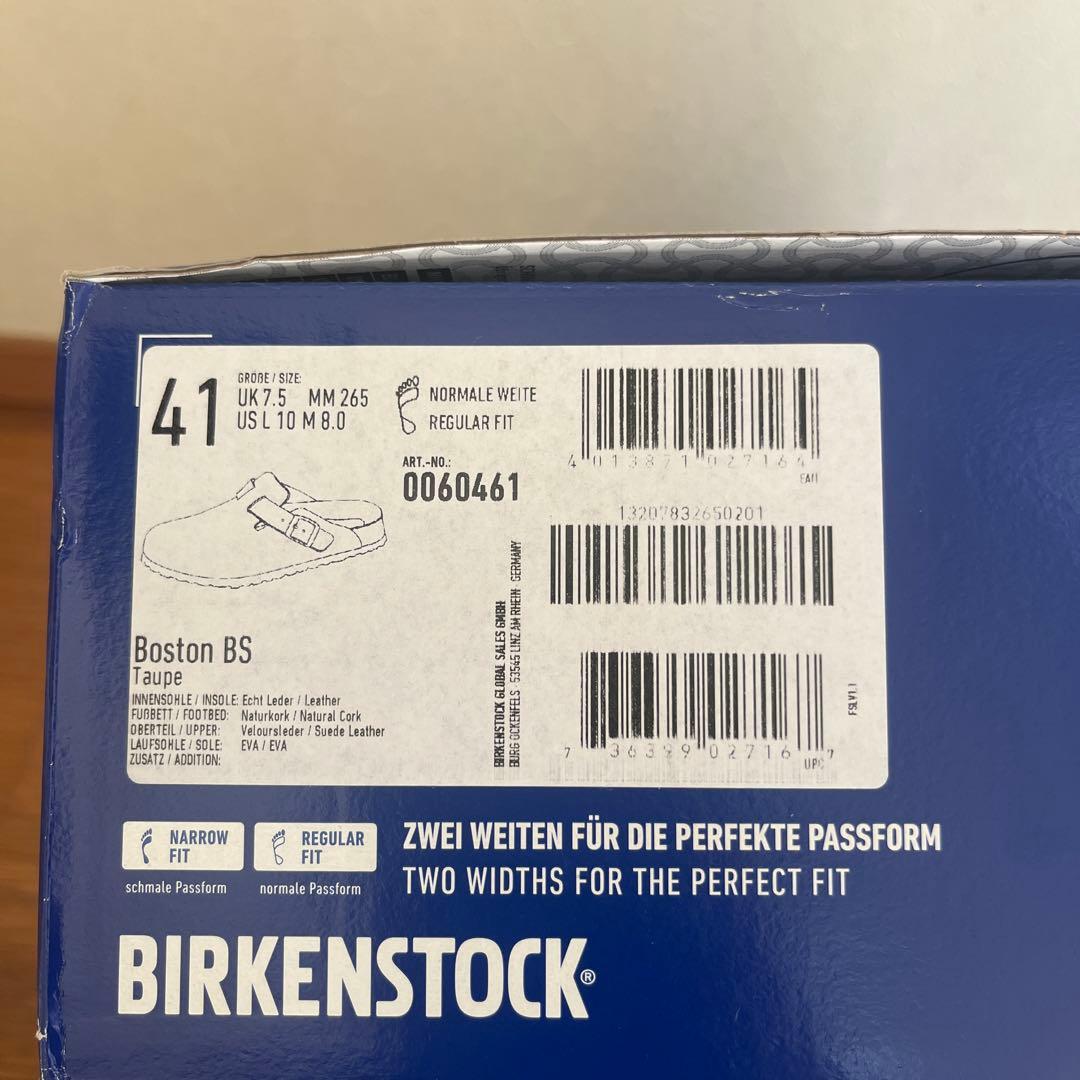 41
GRÖßE / SIZE:
UK 7.5 MM 265
US L 10 M 8.0
NORMALE WEITE
REGULAR FIT
ART.-NO.:
0060461
4 013871 027164
EAN
13207832650201
BIRKENSTOCK GLOBAL SALES GMBH
BURG OCKENFELS · 53545 LINZ AM RHEIN · GERMANY
Boston BS
Taupe
INNENSOHLE / INSOLE: Echt Leder / Leather
FUßBETT / FOOTBED: Naturkork / Natural Cork
OBERTEIL / UPPER: Veloursleder / Suede Leather
LAUFSOHLE / SOLE: EVA / EVA
ZUSATZ / ADDITION:
7 36399 02716 7
UPC
FSLV1.1
NARROW FIT
schmale Passform
REGULAR FIT
normale Passform
ZWEI WEITEN FÜR DIE PERFEKTE PASSFORM
TWO WIDTHS FOR THE PERFECT FIT
BIRKENSTOCK®